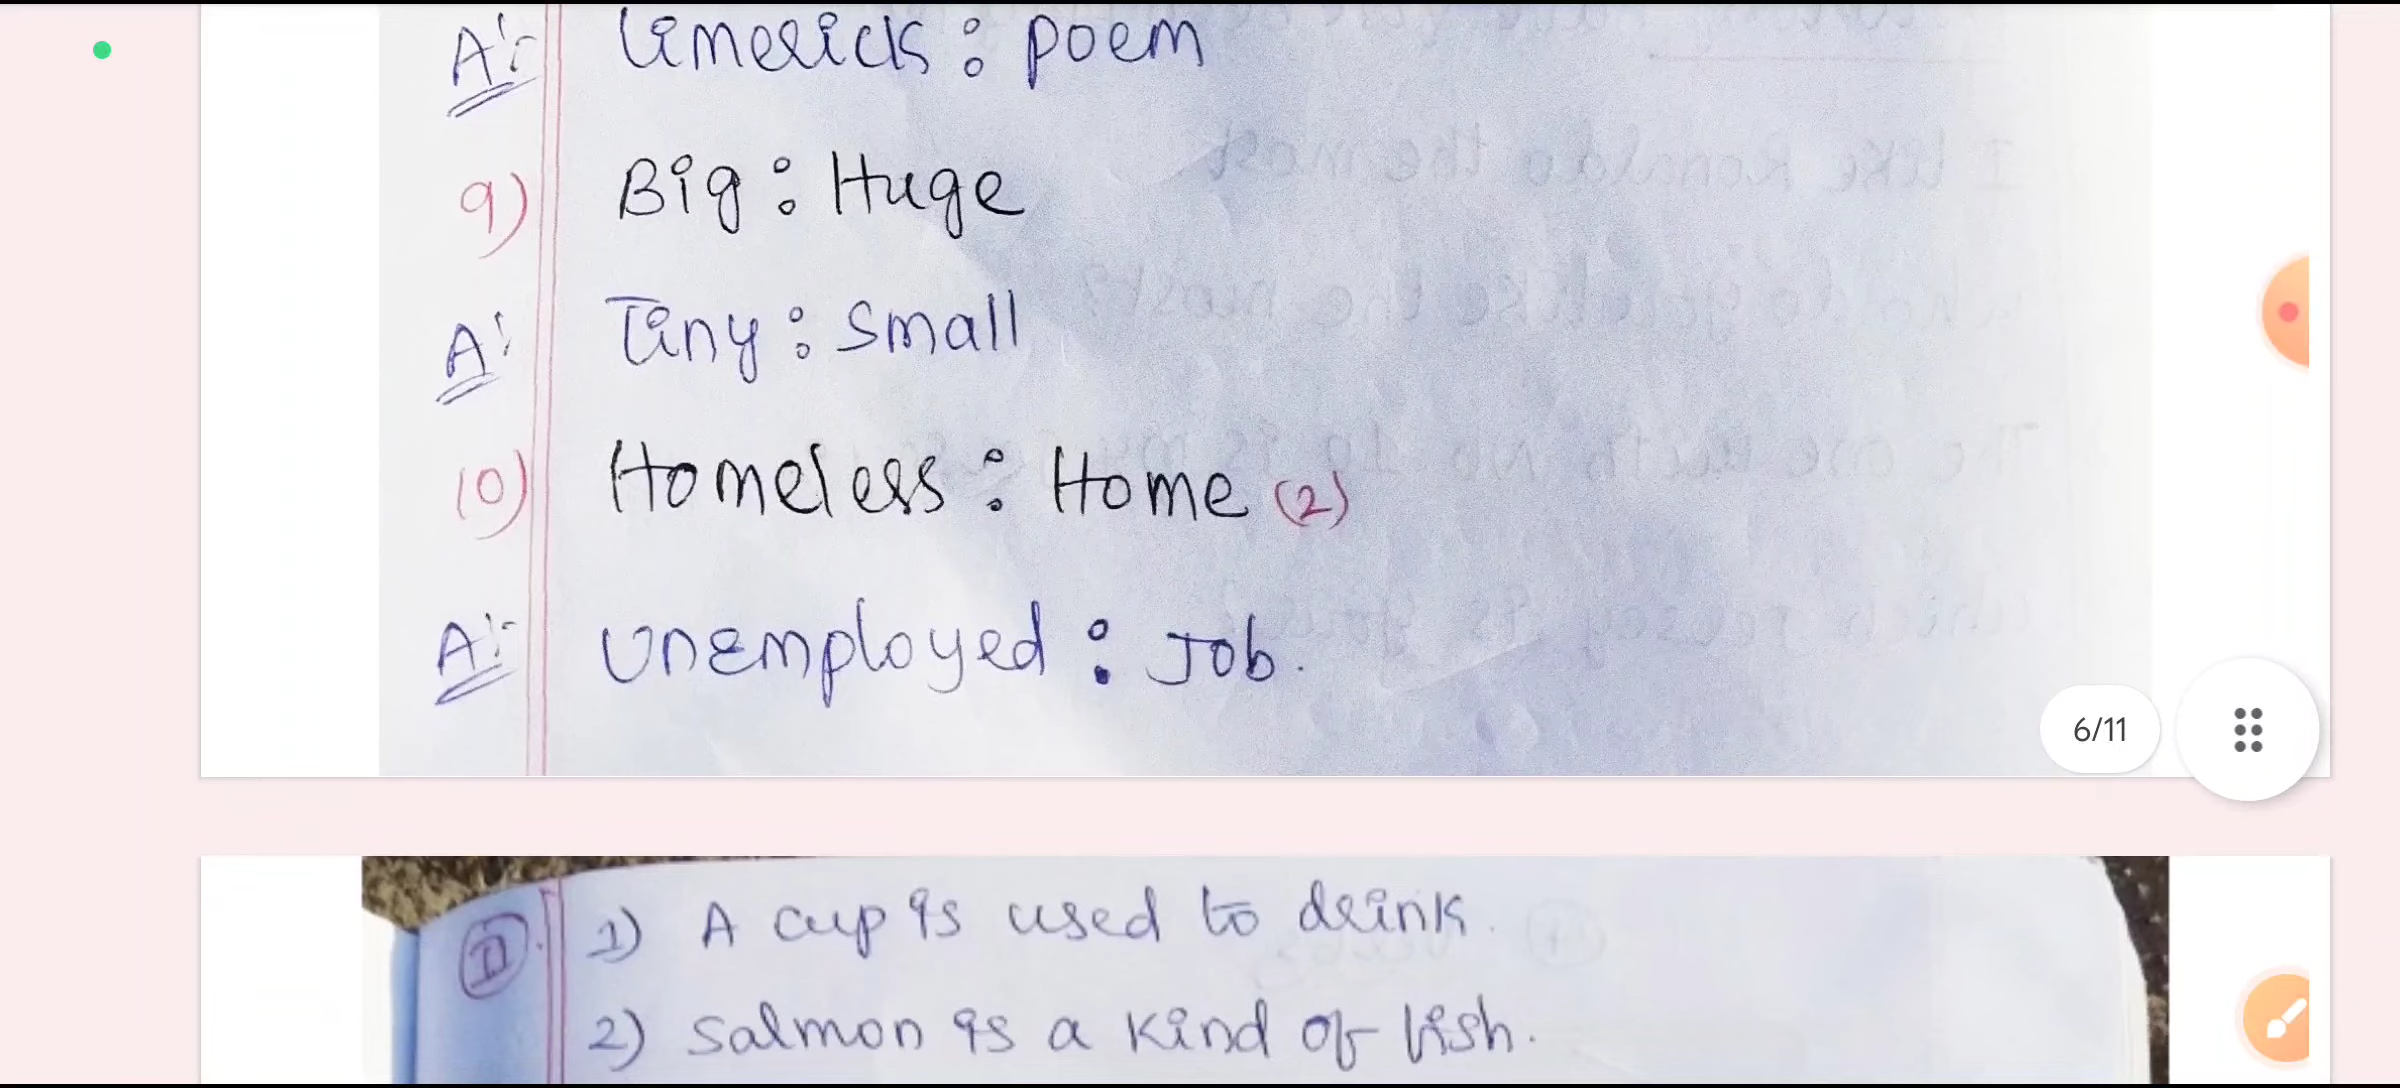 A:- Limerick : poem
9) Big : Huge
A: Tiny : small
10) Homeless : Home (2)
A:- Unemployed : Job.
6/11
II 1) A cup is used to drink.
2) Salmon is a kind of fish.